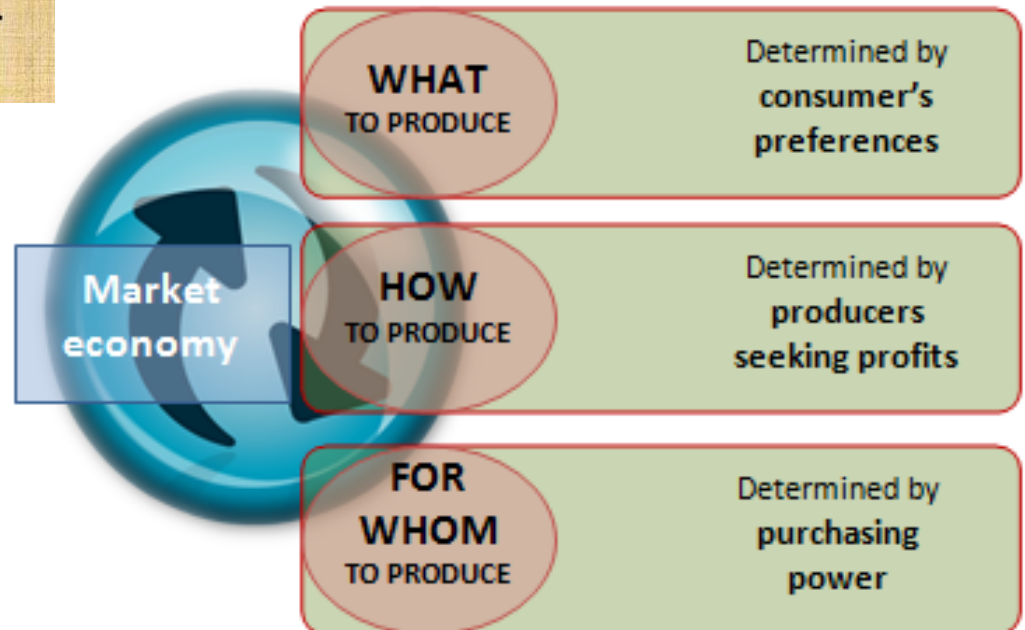 Market
economy
WHAT
TO PRODUCE
Determined by
consumer's
preferences
HOW
TO PRODUCE
Determined by
producers
seeking profits
FOR
WHOM
TO PRODUCE
Determined by
purchasing
power